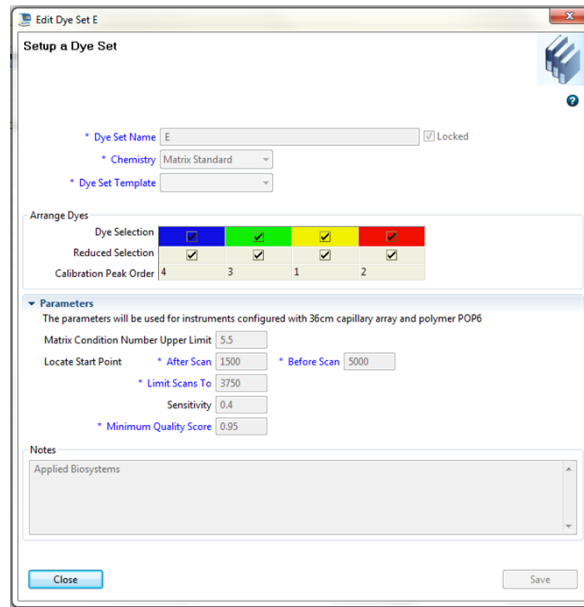 Edit Dye Set E
Setup a Dye Set
* Dye Set Name E Locked
* Chemistry Matrix Standard
* Dye Set Template
Arrange Dyes
Dye Selection
Reduced Selection
Calibration Peak Order 4 3 1 2
Parameters
The parameters will be used for instruments configured with 36cm capillary array and polymer POP6
Matrix Condition Number Upper Limit 5.5
Locate Start Point * After Scan 1500 * Before Scan 5000
* Limit Scans To 3750
Sensitivity 0.4
* Minimum Quality Score 0.95
Notes
Applied Biosystems
Close Save